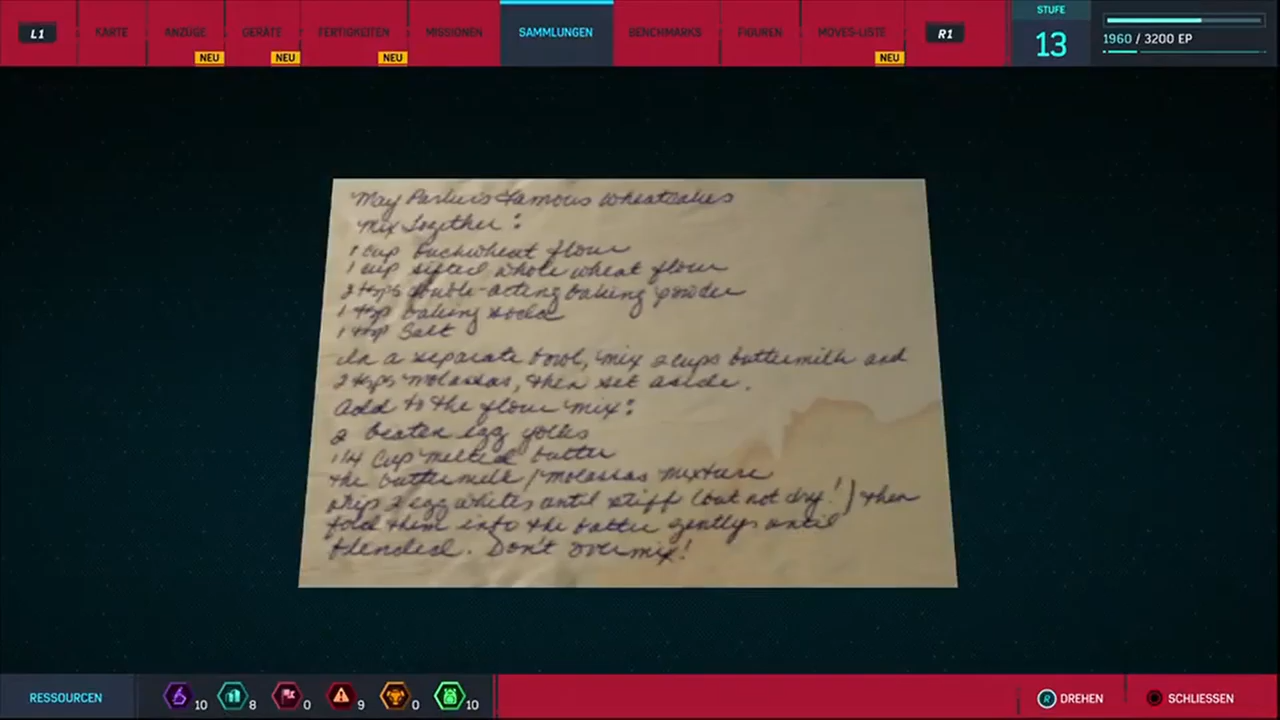 L1
KARTE
ANZÜGE
GERÄTE
FERTIGKEITEN
MISSIONEN
SAMMLUNGEN
BENCHMARKS
FIGUREN
MOVES-LISTE
R1
STUFE
13
1960 / 3200 EP
NEU
NEU
NEU
NEU
May Parker's Famous Wheatcakes
Mix Together:
1 cup buckwheat flour
1 cup sifted whole wheat flour
2 tsps double-acting baking powder
1 tsp baking soda
1 tsp Salt
In a separate bowl, mix 2 cups buttermilk and
2 tsps molassas, then set aside.
Add to the flour mix:
2 beaten egg yolks
1/4 Cup melted butter
the buttermilk / molassas mixture
whip 2 egg whites until stiff (but not dry!) then
fold them into the batter gently until
blended. Don't over mix!
RESSOURCEN
10
8
0
9
0
10
R
DREHEN
SCHLIESSEN